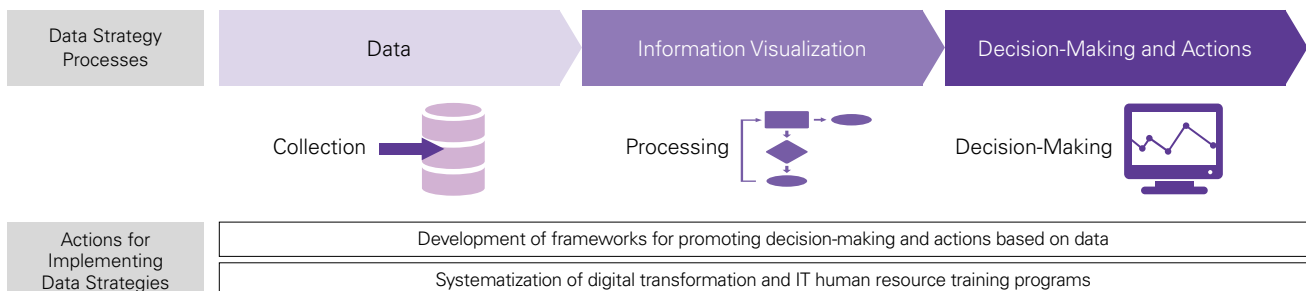 Data Strategy
Processes
Data
Information Visualization
Decision-Making and Actions
Collection
Processing
Decision-Making
Actions for
Implementing
Data Strategies
Development of frameworks for promoting decision-making and actions based on data
Systematization of digital transformation and IT human resource training programs